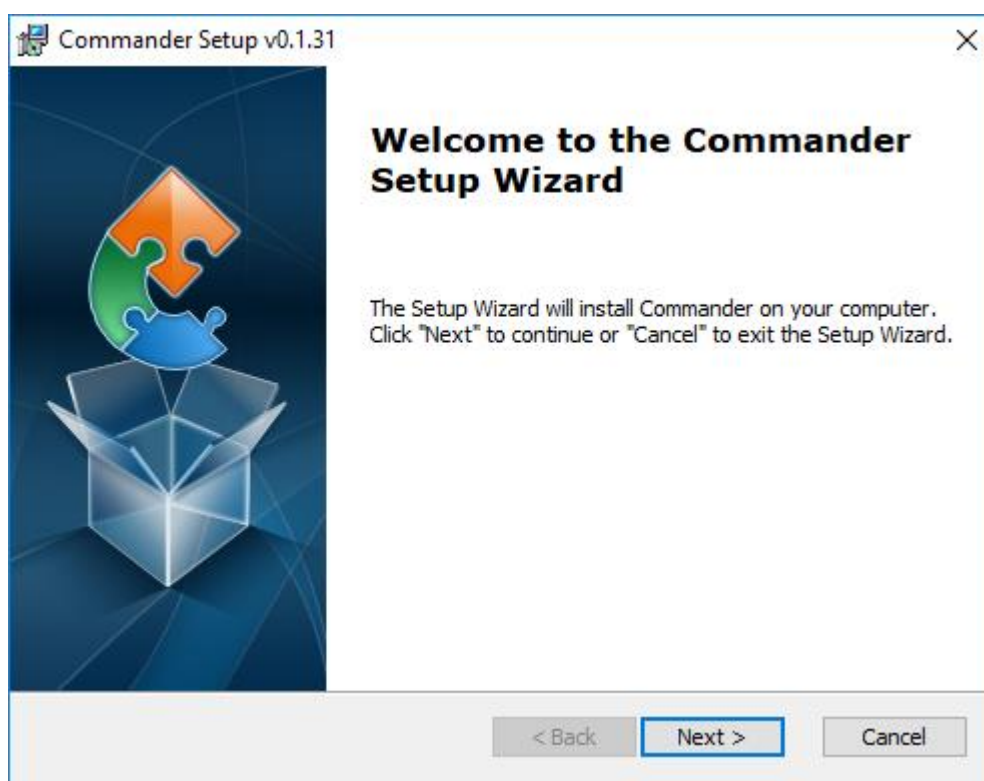 Commander Setup v0.1.31
Welcome to the Commander
Setup Wizard
The Setup Wizard will install Commander on your computer.
Click "Next" to continue or "Cancel" to exit the Setup Wizard.
< Back Next > Cancel